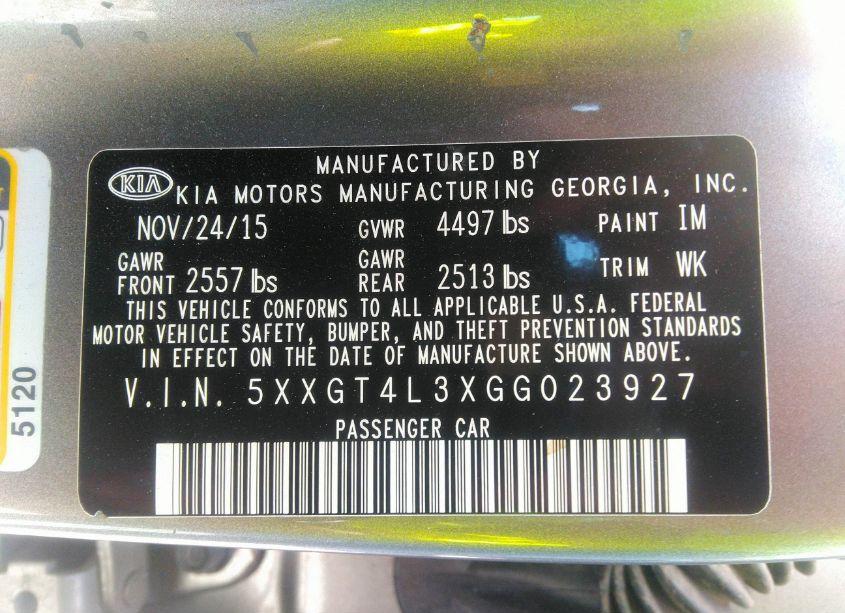 MANUFACTURED BY
KIA KIA MOTORS MANUFACTURING GEORGIA, INC.
NOV/24/15 GVWR 4497 lbs PAINT IM
GAWR FRONT 2557 lbs GAWR REAR 2513 lbs TRIM WK
THIS VEHICLE CONFORMS TO ALL APPLICABLE U.S.A. FEDERAL
MOTOR VEHICLE SAFETY, BUMPER, AND THEFT PREVENTION STANDARDS
IN EFFECT ON THE DATE OF MANUFACTURE SHOWN ABOVE.
V.I.N. 5XXGT4L3XGG023927
PASSENGER CAR
5120